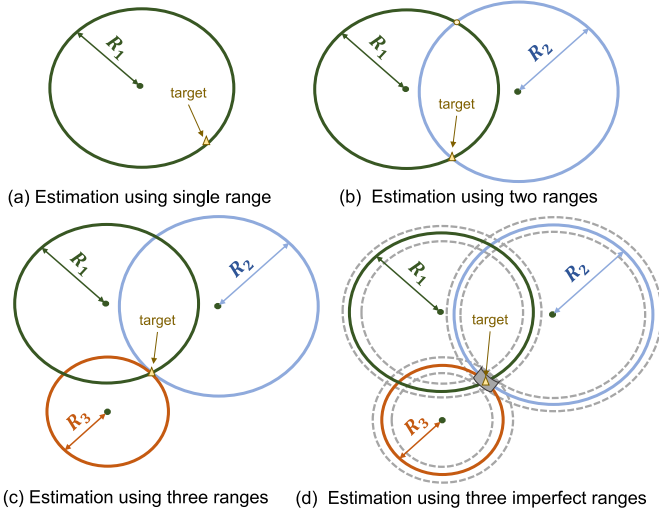 R₁
target
(a) Estimation using single range
R₁
R₂
target
(b) Estimation using two ranges
R₁
R₂
target
R₃
(c) Estimation using three ranges
R₁
R₂
target
R₃
(d) Estimation using three imperfect ranges